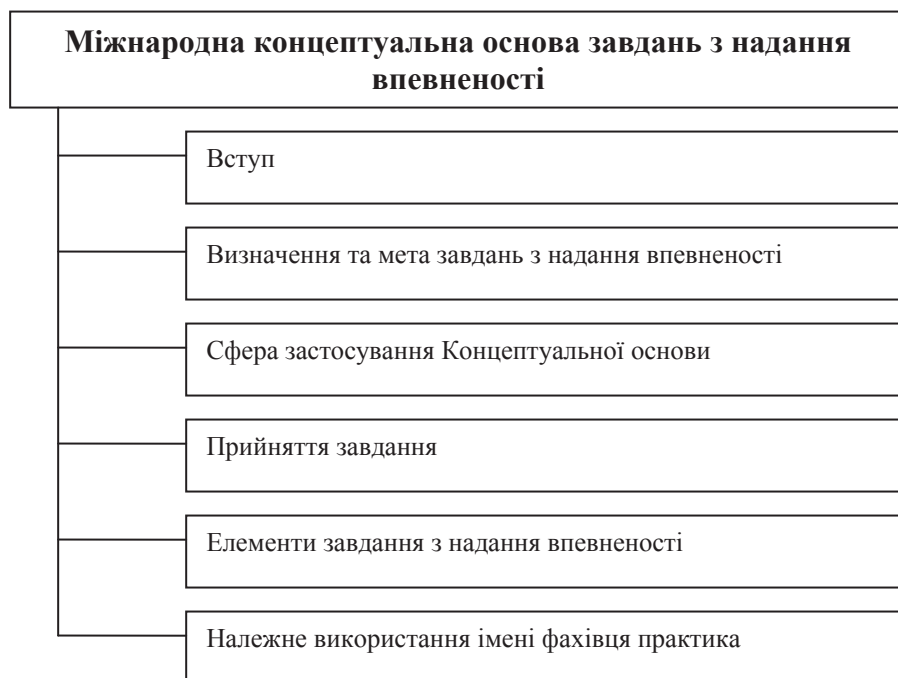 Міжнародна концептуальна основа завдань з надання
впевненості
Вступ
Визначення та мета завдань з надання впевненості
Сфера застосування Концептуальної основи
Прийняття завдання
Елементи завдання з надання впевненості
Належне використання імені фахівця практика